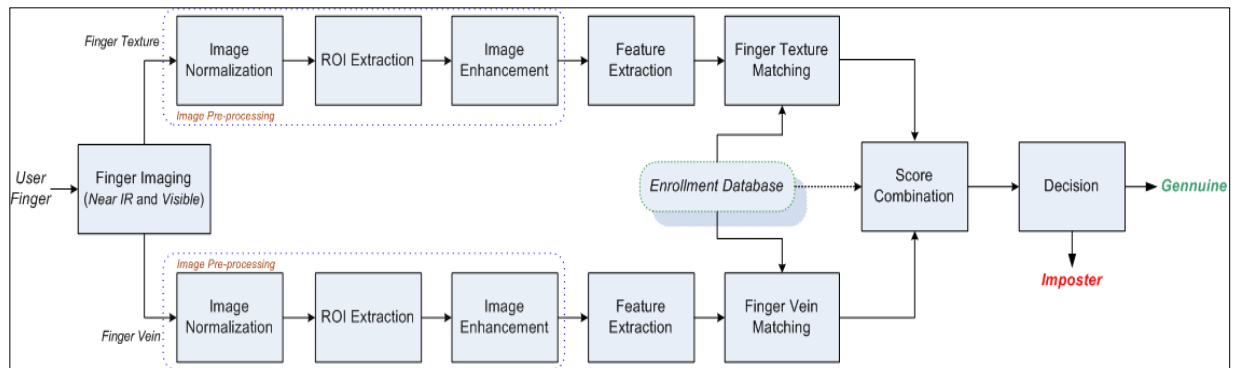 Finger Texture
Image
Normalization
ROI Extraction
Image
Enhancement
Feature
Extraction
Finger Texture
Matching
Image Pre-processing
User
Finger
Finger Imaging
(Near IR and Visible)
Enrollment Database
Score
Combination
Decision
Gennuine
Imposter
Image Pre-processing
Finger Vein
Image
Normalization
ROI Extraction
Image
Enhancement
Feature
Extraction
Finger Vein
Matching